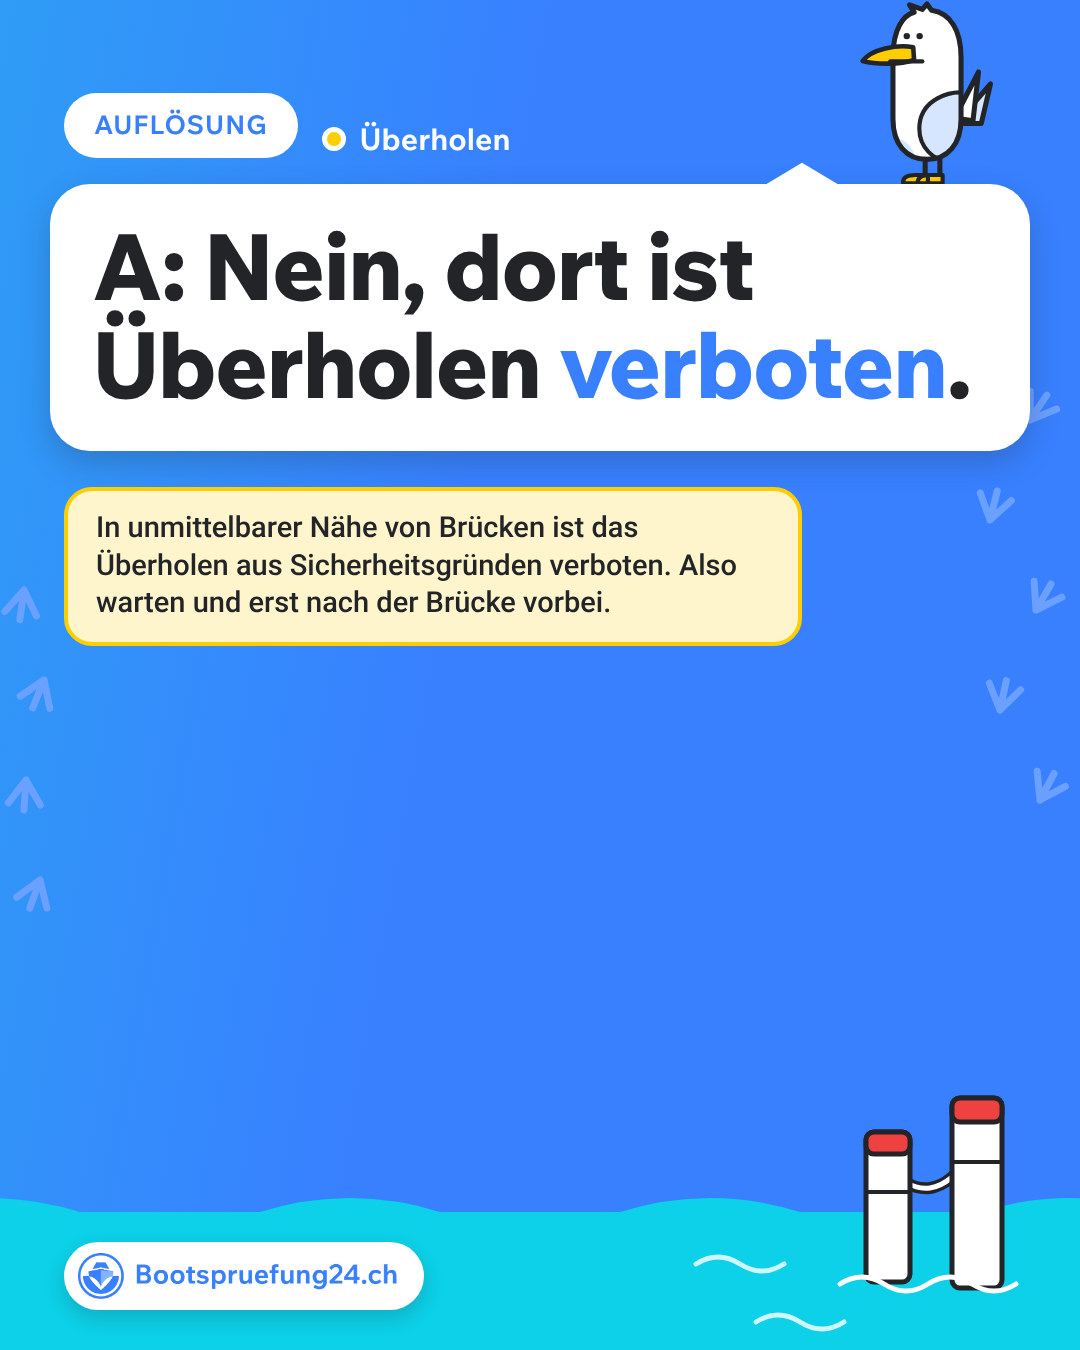 AUFLÖSUNG
Überholen
A: Nein, dort ist
Überholen verboten.
In unmittelbarer Nähe von Brücken ist das
Überholen aus Sicherheitsgründen verboten. Also
warten und erst nach der Brücke vorbei.
Bootspruefung24.ch